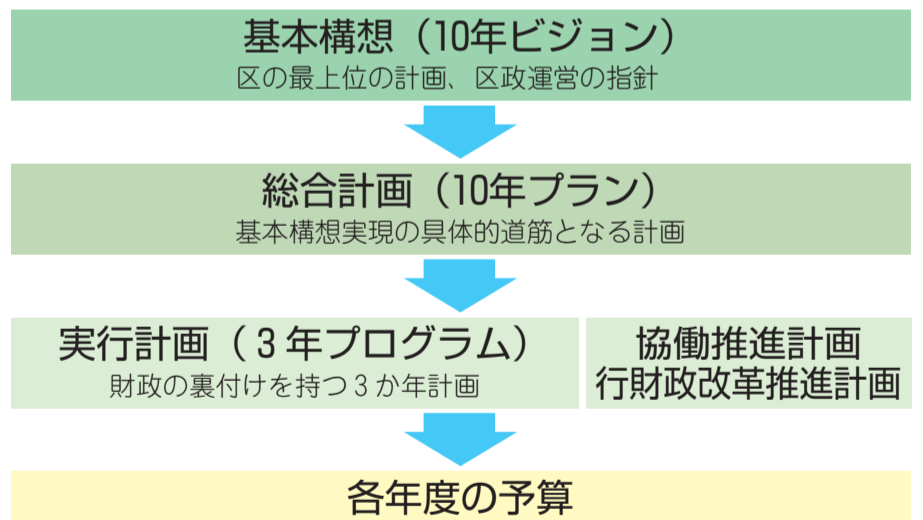 基本構想（10年ビジョン）
区の最上位の計画、区政運営の指針
総合計画（10年プラン）
基本構想実現の具体的道筋となる計画
実行計画（３年プログラム）
財政の裏付けを持つ３か年計画
協働推進計画
行財政改革推進計画
各年度の予算